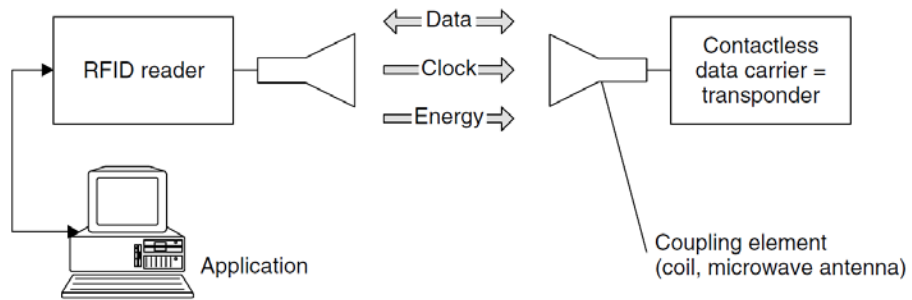 RFID reader
Data
Clock
Energy
Contactless
data carrier =
transponder
Application
Coupling element
(coil, microwave antenna)